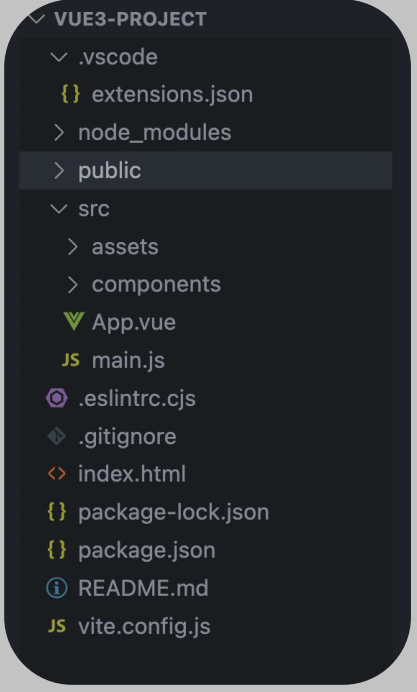 VUE3-PROJECT
.vscode
{} extensions.json
node_modules
public
src
assets
components
App.vue
JS main.js
.eslintrc.cjs
.gitignore
<> index.html
{} package-lock.json
{} package.json
README.md
JS vite.config.js